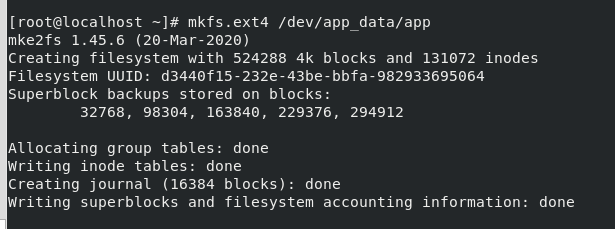 [root@localhost ~]# mkfs.ext4 /dev/app_data/app
mke2fs 1.45.6 (20-Mar-2020)
Creating filesystem with 524288 4k blocks and 131072 inodes
Filesystem UUID: d3440f15-232e-43be-bbfa-982933695064
Superblock backups stored on blocks:
        32768, 98304, 163840, 229376, 294912

Allocating group tables: done
Writing inode tables: done
Creating journal (16384 blocks): done
Writing superblocks and filesystem accounting information: done